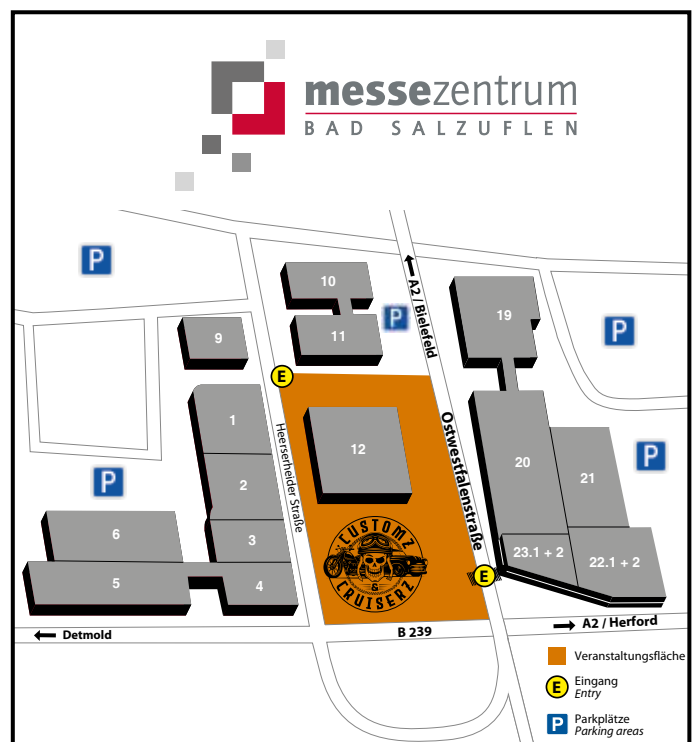 messezentrum
BAD SALZUFLEN
P
10
A2 / Bielefeld
19
P
11
P
9
E
1
Heerserheider Straße
12
Ostwestfalenstraße
20
P
21
P
2
6
3
CUSTOMZ
&
CRUISERZ
23.1 + 2
22.1 + 2
5
4
E
Detmold
B 239
A2 / Herford
Veranstaltungsfläche
E
Eingang
Entry
P
Parkplätze
Parking areas